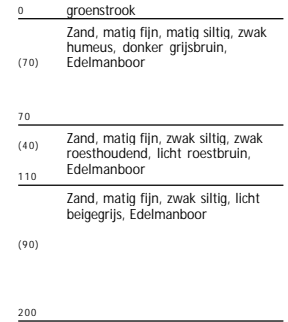 0 groenstrook
Zand, matig fijn, matig siltig, zwak
humeus, donker grijsbruin,
(70) Edelmanboor
70
Zand, matig fijn, zwak siltig, zwak
(40) roesthoudend, licht roestbruin,
Edelmanboor
110
Zand, matig fijn, zwak siltig, licht
beigegrijs, Edelmanboor
(90)
200